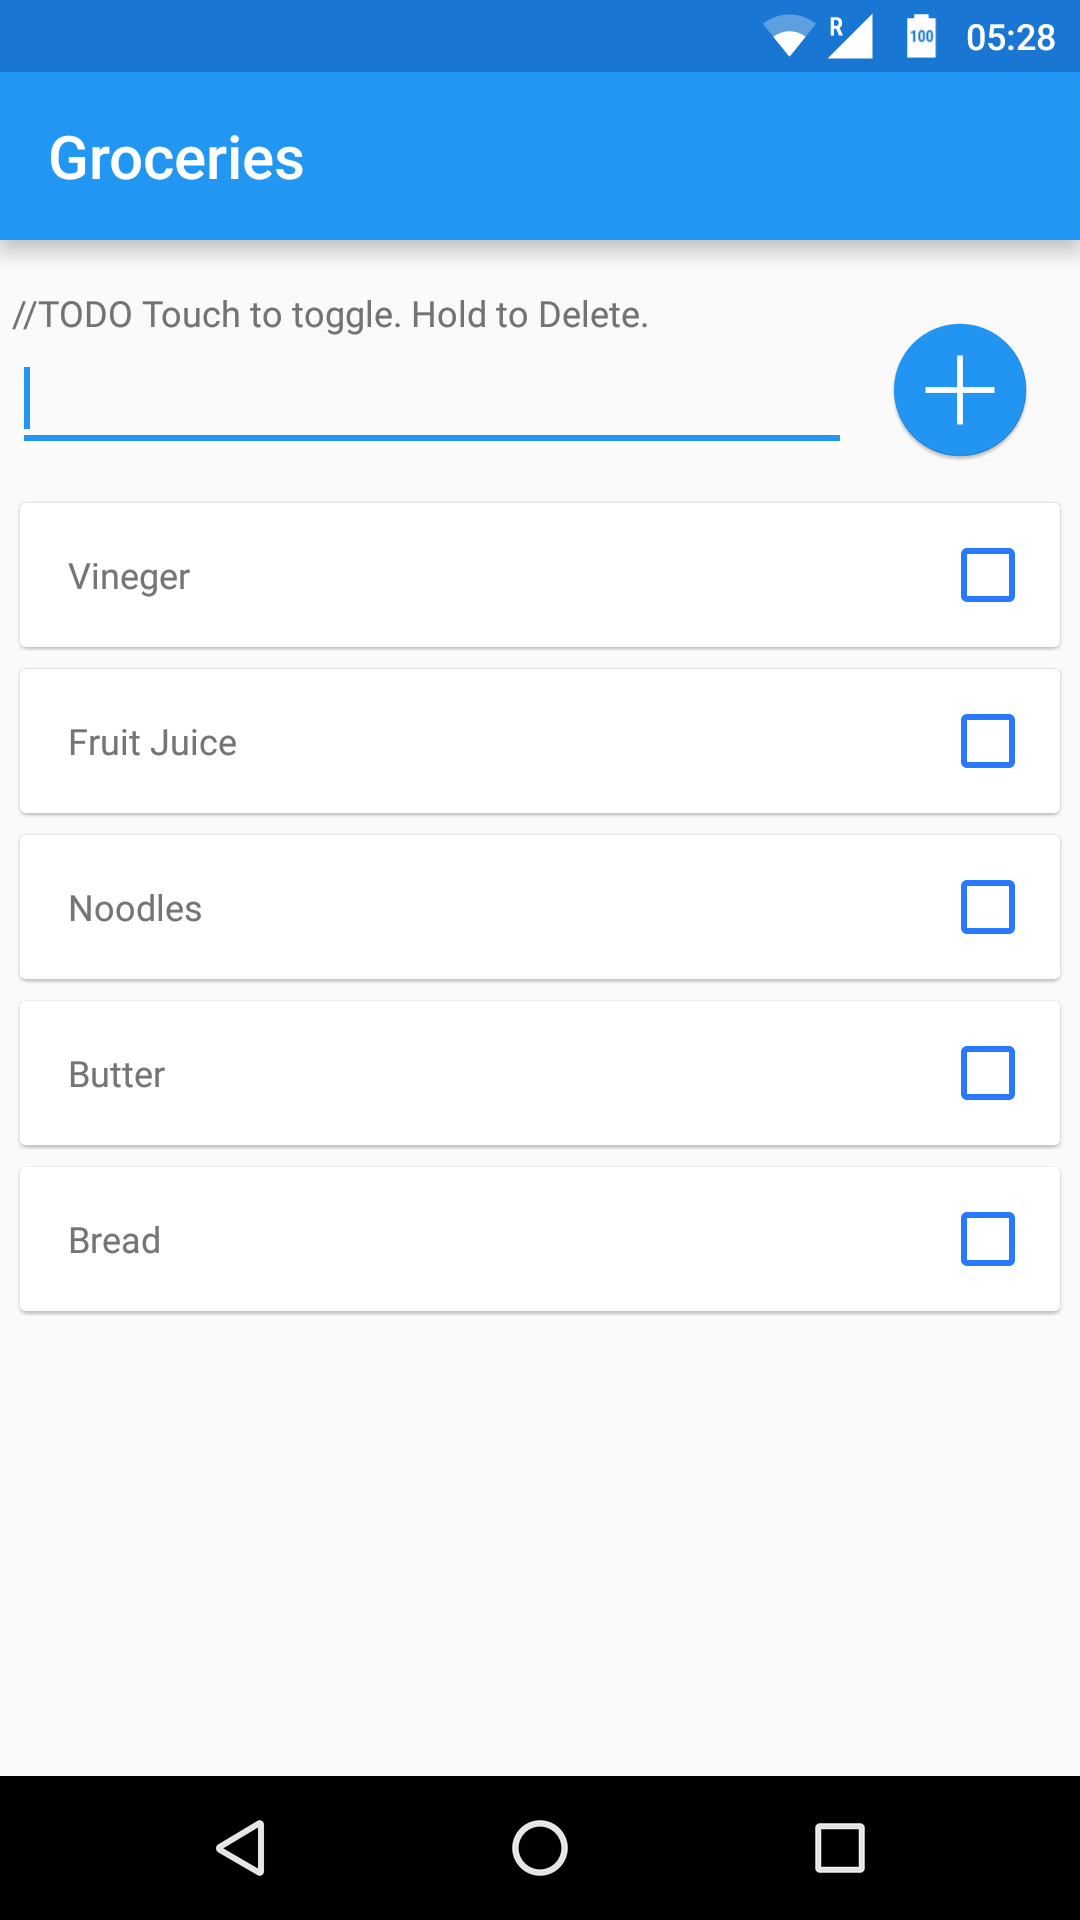 R
100
05:28
Groceries
//TODO Touch to toggle. Hold to Delete.
Vineger
Fruit Juice
Noodles
Butter
Bread